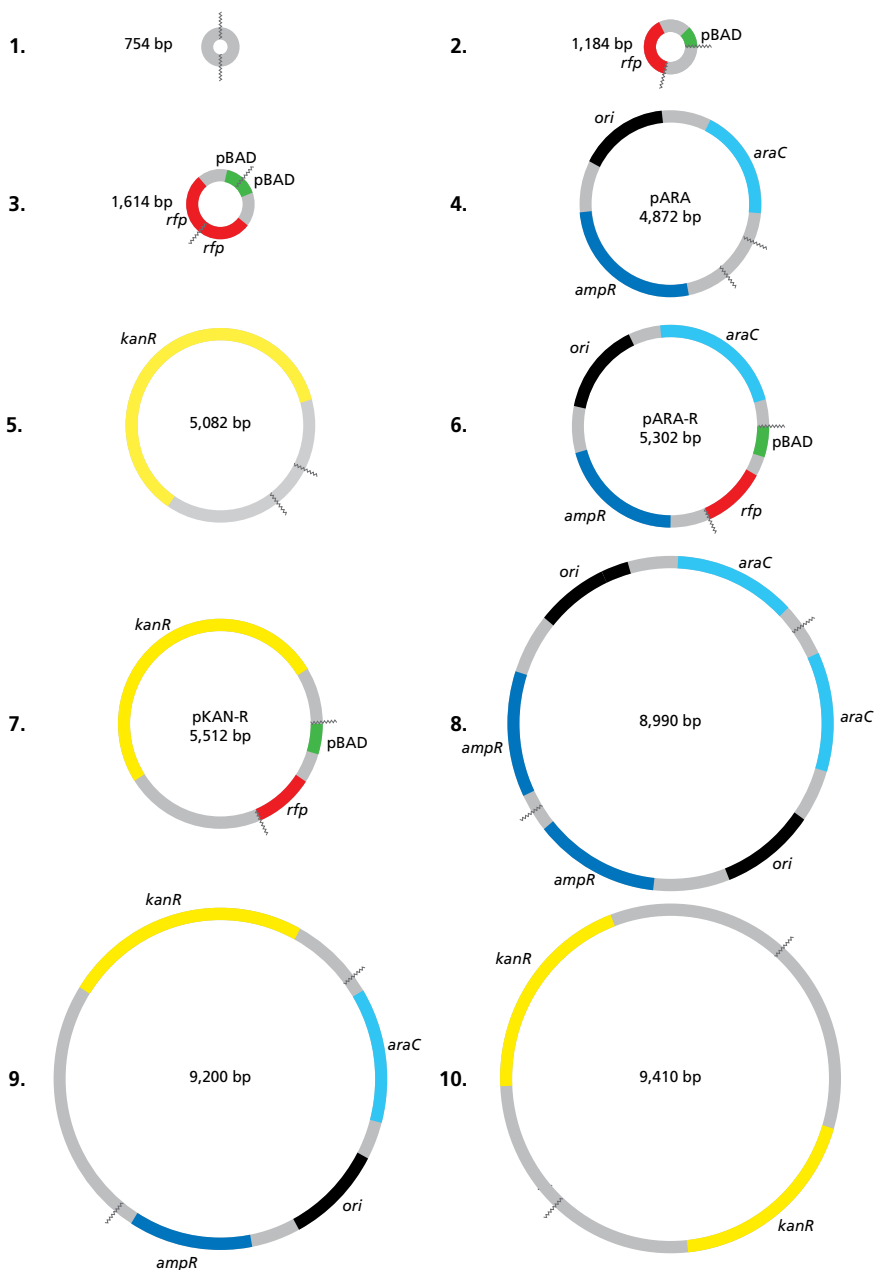 1.
754 bp
2.
1,184 bp
pBAD
rfp
3.
pBAD
pBAD
1,614 bp
rfp
rfp
4.
ori
araC
pARA
4,872 bp
ampR
5.
kanR
5,082 bp
6.
araC
ori
pARA-R
5,302 bp
pBAD
rfp
ampR
7.
kanR
pKAN-R
5,512 bp
pBAD
rfp
8.
araC
ori
8,990 bp
araC
ampR
ori
ampR
9.
kanR
araC
9,200 bp
ori
ampR
10.
kanR
9,410 bp
kanR